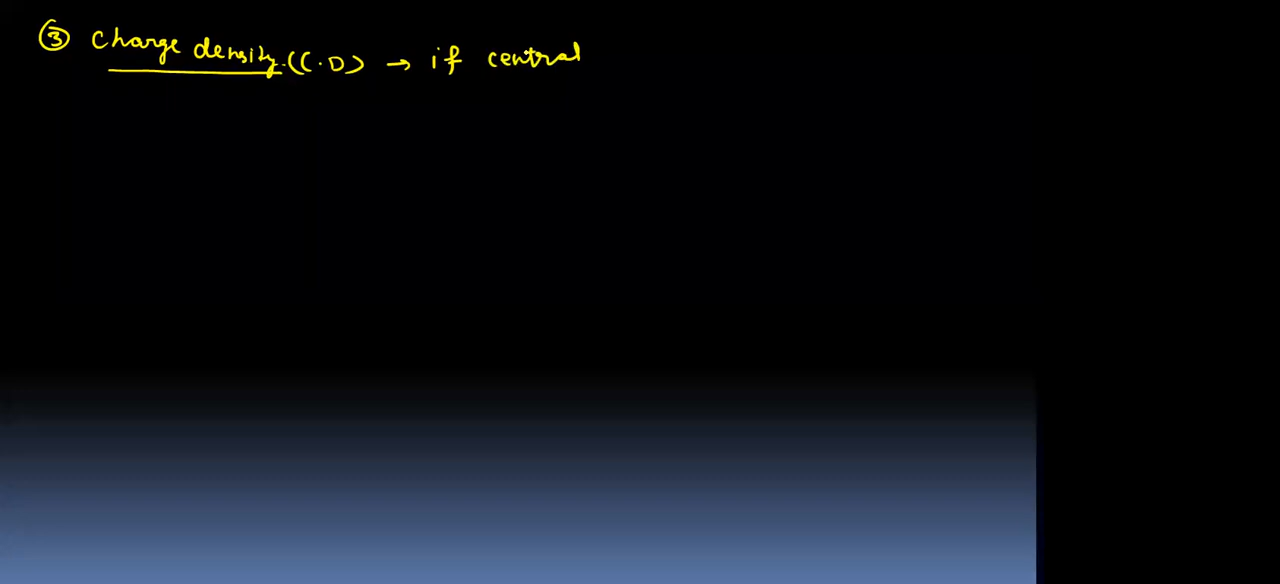 ③ Charge density. (C.D) → if central